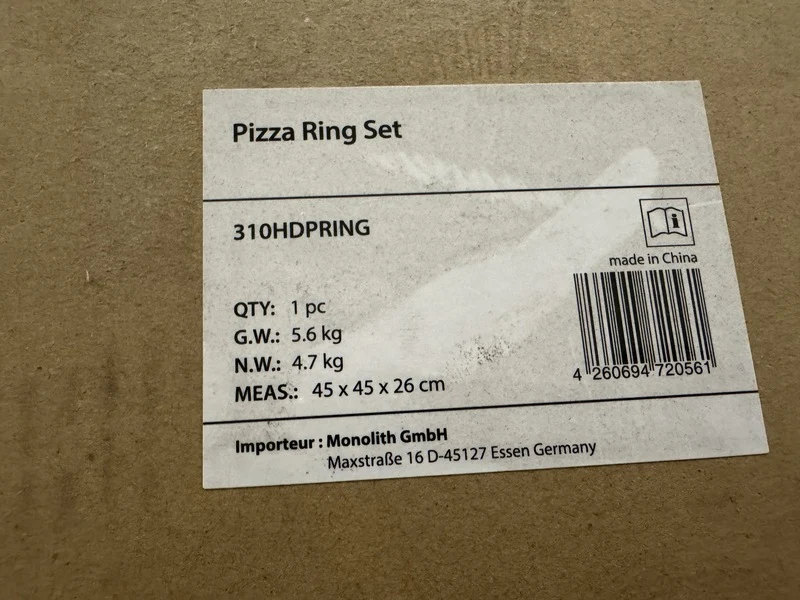 Pizza Ring Set
310HDPRING
made in China
QTY: 1 pc
G.W.: 5.6 kg
N.W.: 4.7 kg
MEAS.: 45 x 45 x 26 cm
4 260694 720561
Importeur : Monolith GmbH
Maxstraße 16 D-45127 Essen Germany